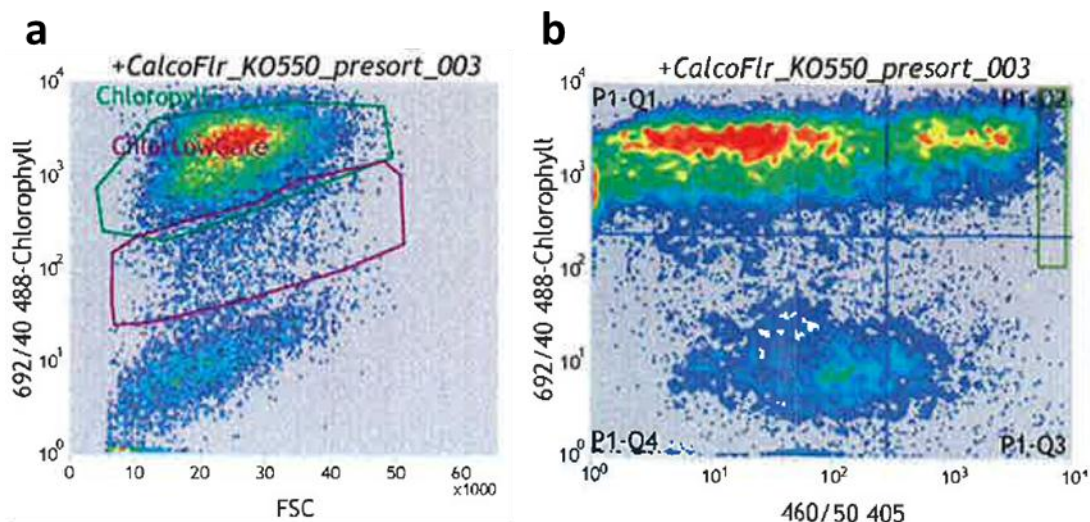 a
+CalcoFlr_KO550_presort_003
692/40 488-Chlorophyll
10⁴
10³
10²
10¹
10⁰
Chloropyll
ChlorLowGate
0 10 20 30 40 50 60
x1000
FSC
b
+CalcoFlr_KO550_presort_003
692/40 488-Chlorophyll
10⁴
10³
10²
10¹
10⁰
P1-Q1 P1-Q2
P1-Q4 P1-Q3
10⁰ 10¹ 10² 10³ 10⁴
460/50 405